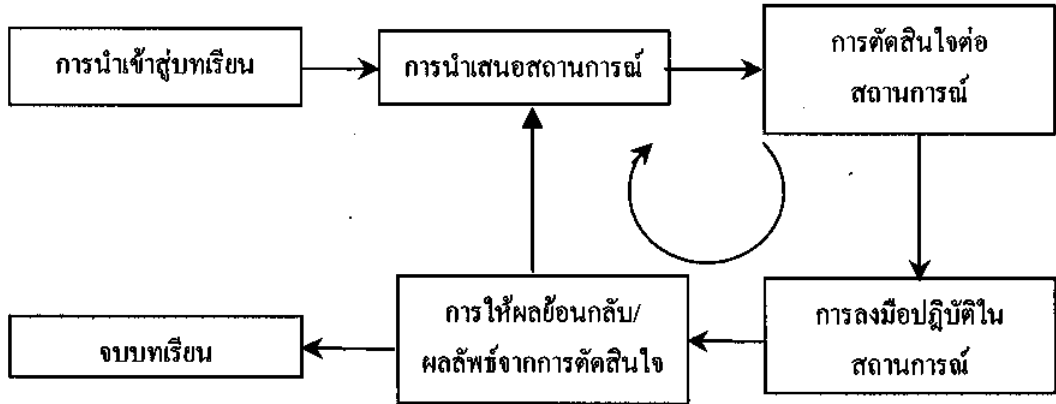 การนำเข้าสู่บทเรียน
การนำเสนอสถานการณ์
การตัดสินใจต่อ
สถานการณ์
การลงมือปฎิบัติใน
สถานการณ์
การให้ผลย้อนกลับ/
ผลลัพธ์จากการตัดสินใจ
จบบทเรียน